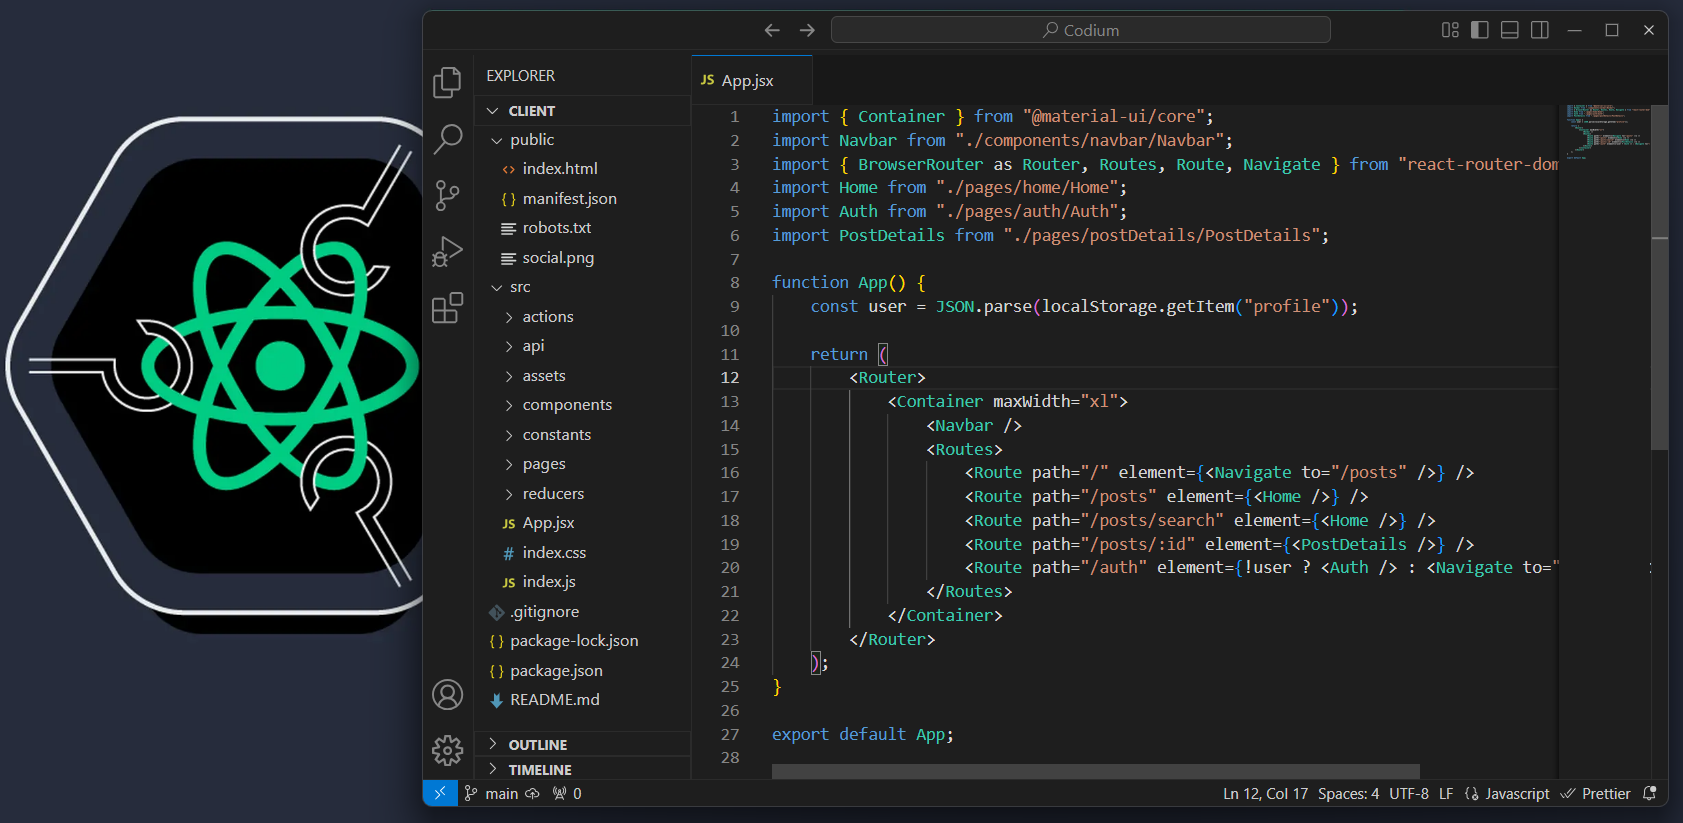 Codium
EXPLORER
CLIENT
public
index.html
manifest.json
robots.txt
social.png
src
actions
api
assets
components
constants
pages
reducers
App.jsx
index.css
index.js
.gitignore
package-lock.json
package.json
README.md
OUTLINE
TIMELINE
JS App.jsx
1 import { Container } from "@material-ui/core";
2 import Navbar from "./components/navbar/Navbar";
3 import { BrowserRouter as Router, Routes, Route, Navigate } from "react-router-dom
4 import Home from "./pages/home/Home";
5 import Auth from "./pages/auth/Auth";
6 import PostDetails from "./pages/postDetails/PostDetails";
7
8 function App() {
9     const user = JSON.parse(localStorage.getItem("profile"));
10
11     return (
12         <Router>
13             <Container maxWidth="xl">
14                 <Navbar />
15                 <Routes>
16                     <Route path="/" element={<Navigate to="/posts" />} />
17                     <Route path="/posts" element={<Home />} />
18                     <Route path="/posts/search" element={<Home />} />
19                     <Route path="/posts/:id" element={<PostDetails />} />
20                     <Route path="/auth" element={!user ? <Auth /> : <Navigate to="
21                 </Routes>
22             </Container>
23         </Router>
24     );
25 }
26
27 export default App;
28
main
0
Ln 12, Col 17
Spaces: 4
UTF-8
LF
Javascript
Prettier